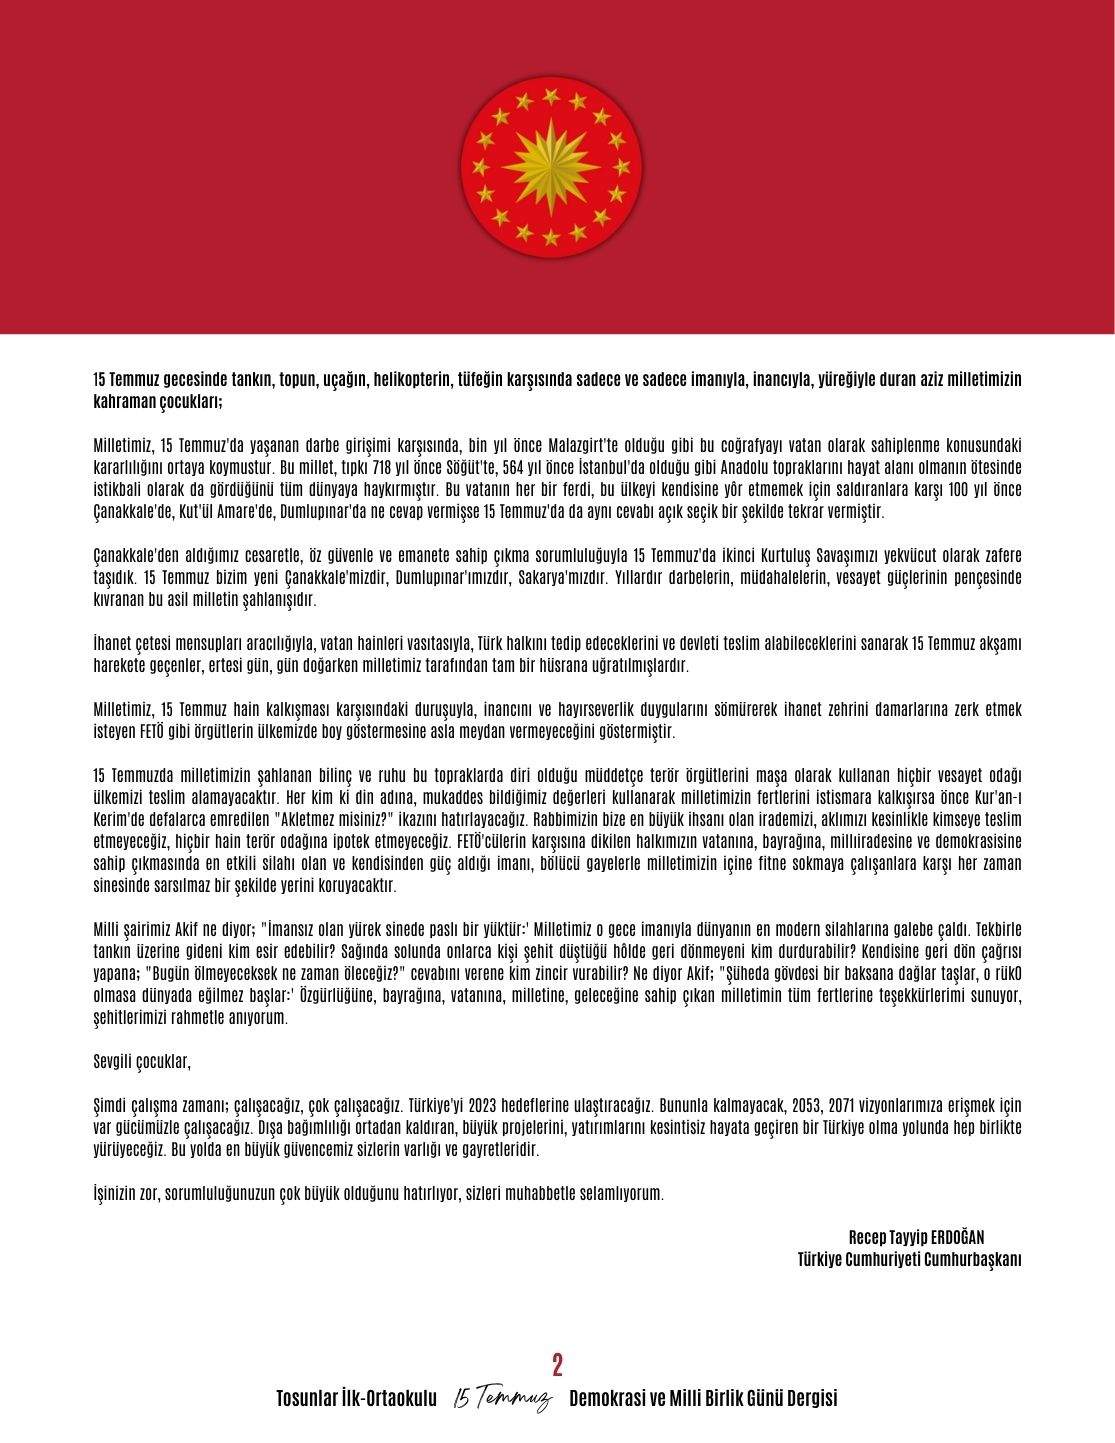 15 Temmuz gecesinde tankın, topun, uçağın, helikopterin, tüfeğin karşısında sadece ve sadece imanıyla, inancıyla, yüreğiyle duran aziz milletimizin
kahraman çocukları;
Milletimiz, 15 Temmuz'da yaşanan darbe girişimi karşısında, bin yıl önce Malazgirt'te olduğu gibi bu coğrafyayı vatan olarak sahiplenme konusundaki
kararlılığını ortaya koymustur. Bu millet, tıpkı 718 yıl önce Söğüt'te, 564 yıl önce İstanbul'da olduğu gibi Anadolu topraklarını hayat alanı olmanın ötesinde
istikbali olarak da gördüğünü tüm dünyaya haykırmıştır. Bu vatanın her bir ferdi, bu ülkeyi kendisine yôr etmemek için saldıranlara karşı 100 yıl önce
Çanakkale'de, Kut'ül Amare'de, Dumlupınar'da ne cevap vermişse 15 Temmuz'da da aynı cevabı açık seçik bir şekilde tekrar vermiştir.
Çanakkale'den aldığımız cesaretle, öz güvenle ve emanete sahip çıkma sorumluluğuyla 15 Temmuz'da ikinci Kurtuluş Savaşımızı yekvücut olarak zafere
taşıdık. 15 Temmuz bizim yeni Çanakkale'mizdir, Dumlupınar'ımızdır, Sakarya'mızdır. Yıllardır darbelerin, müdahalelerin, vesayet güçlerinin pençesinde
kıvranan bu asil milletin şahlanışıdır.
İhanet çetesi mensupları aracılığıyla, vatan hainleri vasıtasıyla, Türk halkını tedip edeceklerini ve devleti teslim alabileceklerini sanarak 15 Temmuz akşamı
harekete geçenler, ertesi gün, gün doğarken milletimiz tarafından tam bir hüsrana uğratılmışlardır.
Milletimiz, 15 Temmuz hain kalkışması karşısındaki duruşuyla, inancını ve hayırseverlik duygularını sömürerek ihanet zehrini damarlarına zerk etmek
isteyen FETÖ gibi örgütlerin ülkemizde boy göstermesine asla meydan vermeyeceğini göstermiştir.
15 Temmuzda milletimizin şahlanan bilinç ve ruhu bu topraklarda diri olduğu müddetçe terör örgütlerini maşa olarak kullanan hiçbir vesayet odağı
ülkemizi teslim alamayacaktır. Her kim ki din adına, mukaddes bildiğimiz değerleri kullanarak milletimizin fertlerini istismara kalkışırsa önce Kur'an-ı
Kerim'de defalarca emredilen "Akletmez misiniz?" ikazını hatırlayacağız. Rabbimizin bize en büyük ihsanı olan irademizi, aklımızı kesinlikle kimseye teslim
etmeyeceğiz, hiçbir hain terör odağına ipotek etmeyeceğiz. FETÖ'cülerin karşısına dikilen halkımızın vatanına, bayrağına, milliiradesine ve demokrasisine
sahip çıkmasında en etkili silahı olan ve kendisinden güç aldığı imanı, bölücü gayelerle milletimizin içine fitne sokmaya çalışanlara karşı her zaman
sinesinde sarsılmaz bir şekilde yerini koruyacaktır.
Milli şairimiz Akif ne diyor; "İmansız olan yürek sinede paslı bir yüktür:' Milletimiz o gece imanıyla dünyanın en modern silahlarına galebe çaldı. Tekbirle
tankın üzerine gideni kim esir edebilir? Sağında solunda onlarca kişi şehit düştüğü hôlde geri dönmeyeni kim durdurabilir? Kendisine geri dön çağrısı
yapana; "Bugün ölmeyeceksek ne zaman öleceğiz?" cevabını verene kim zincir vurabilir? Ne diyor Akif; "Şüheda gövdesi bir baksana dağlar taşlar, o rükO
olmasa dünyada eğilmez başlar:' Özgürlüğüne, bayrağına, vatanına, milletine, geleceğine sahip çıkan milletimin tüm fertlerine teşekkürlerimi sunuyor,
şehitlerimizi rahmetle anıyorum.
Sevgili çocuklar,
Şimdi çalışma zamanı; çalışacağız, çok çalışacağız. Türkiye'yi 2023 hedeflerine ulaştıracağız. Bununla kalmayacak, 2053, 2071 vizyonlarımıza erişmek için
var gücümüzle çalışacağız. Dışa bağımlılığı ortadan kaldıran, büyük projelerini, yatırımlarını kesintisiz hayata geçiren bir Türkiye olma yolunda hep birlikte
yürüyeceğiz. Bu yolda en büyük güvencemiz sizlerin varlığı ve gayretleridir.
İşinizin zor, sorumluluğunuzun çok büyük olduğunu hatırlıyor, sizleri muhabbetle selamlıyorum.
Recep Tayyip ERDOĞAN
Türkiye Cumhuriyeti Cumhurbaşkanı
2
Tosunlar İlk-Ortaokulu 15 Temmuz Demokrasi ve Milli Birlik Günü Dergisi